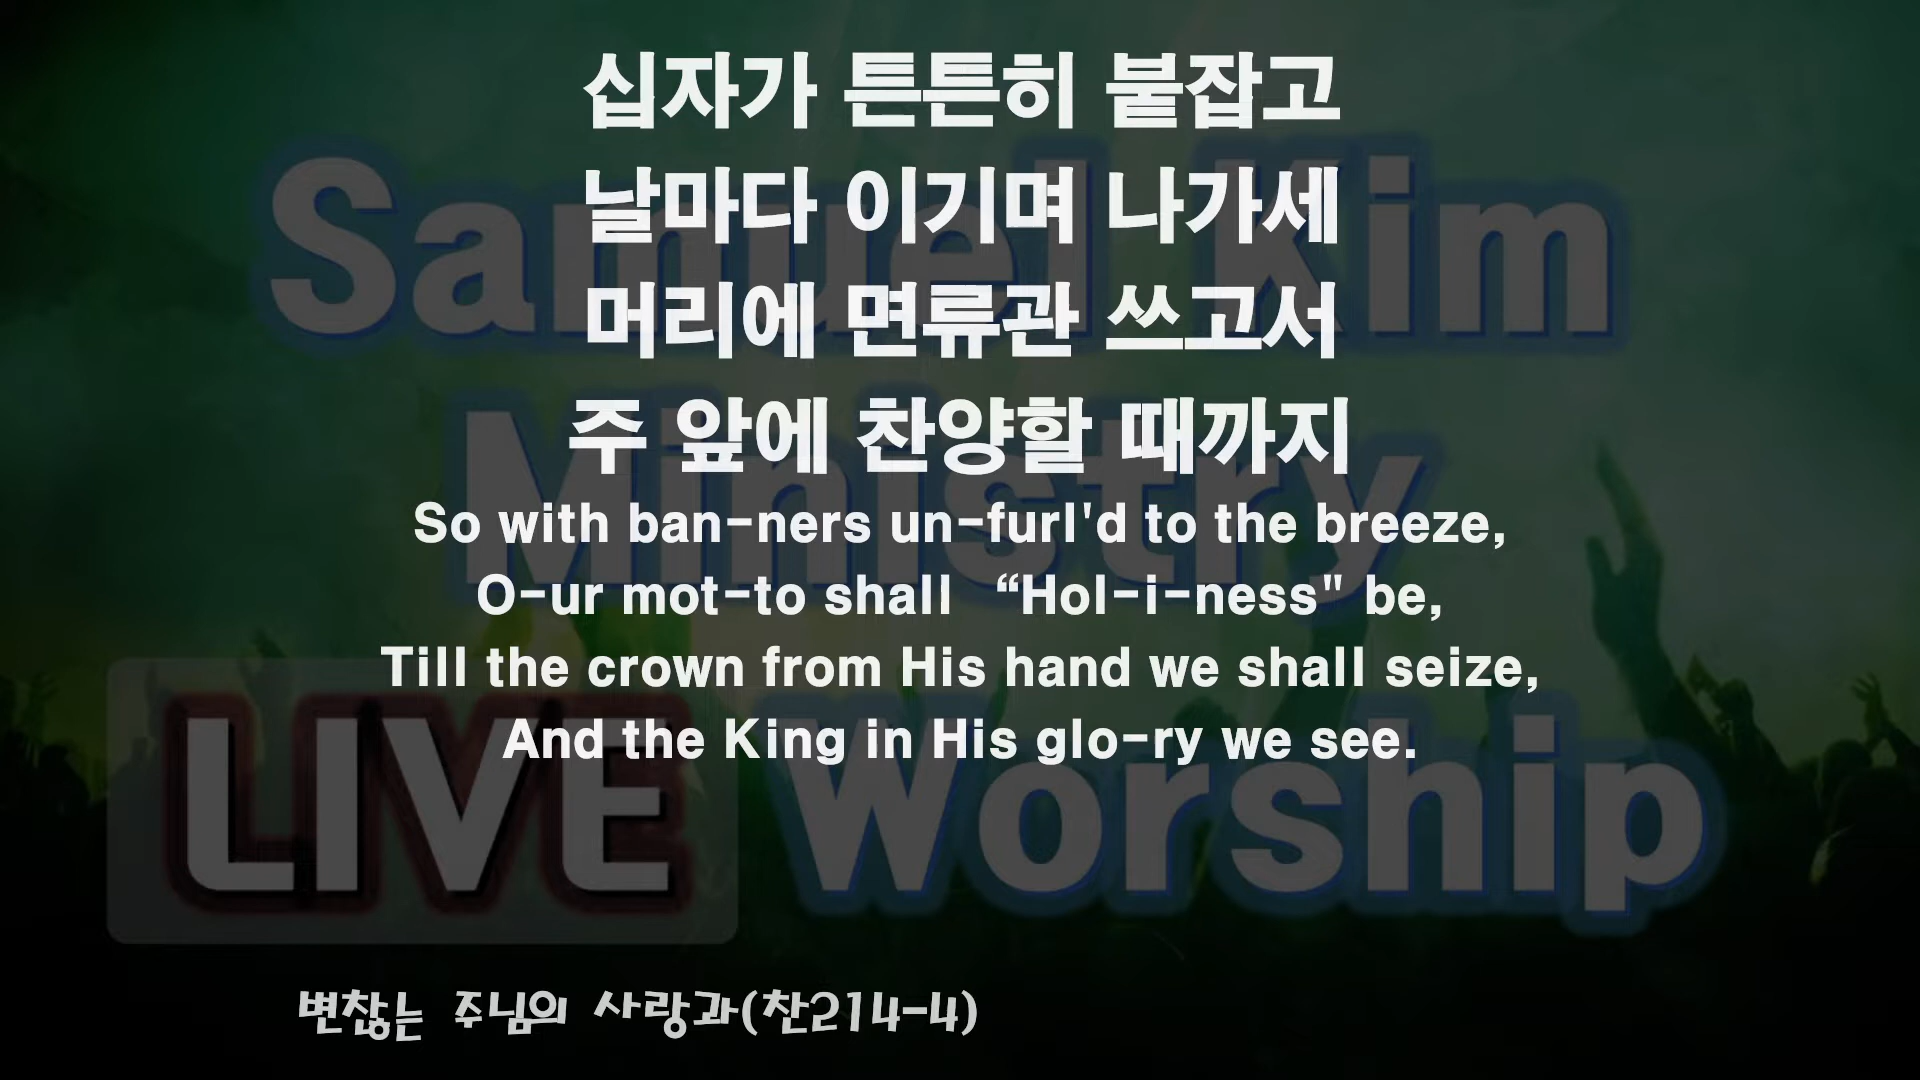 십자가 튼튼히 붙잡고
날마다 이기며 나가세
머리에 면류관 쓰고서
주 앞에 찬양할 때까지
So with ban-ners un-furl'd to the breeze,
O-ur mot-to shall “Hol-i-ness" be,
Till the crown from His hand we shall seize,
And the King in His glo-ry we see.
Samuel Kim
Ministry
LIVE Worship
변찮는 주님의 사랑과(찬214-4)